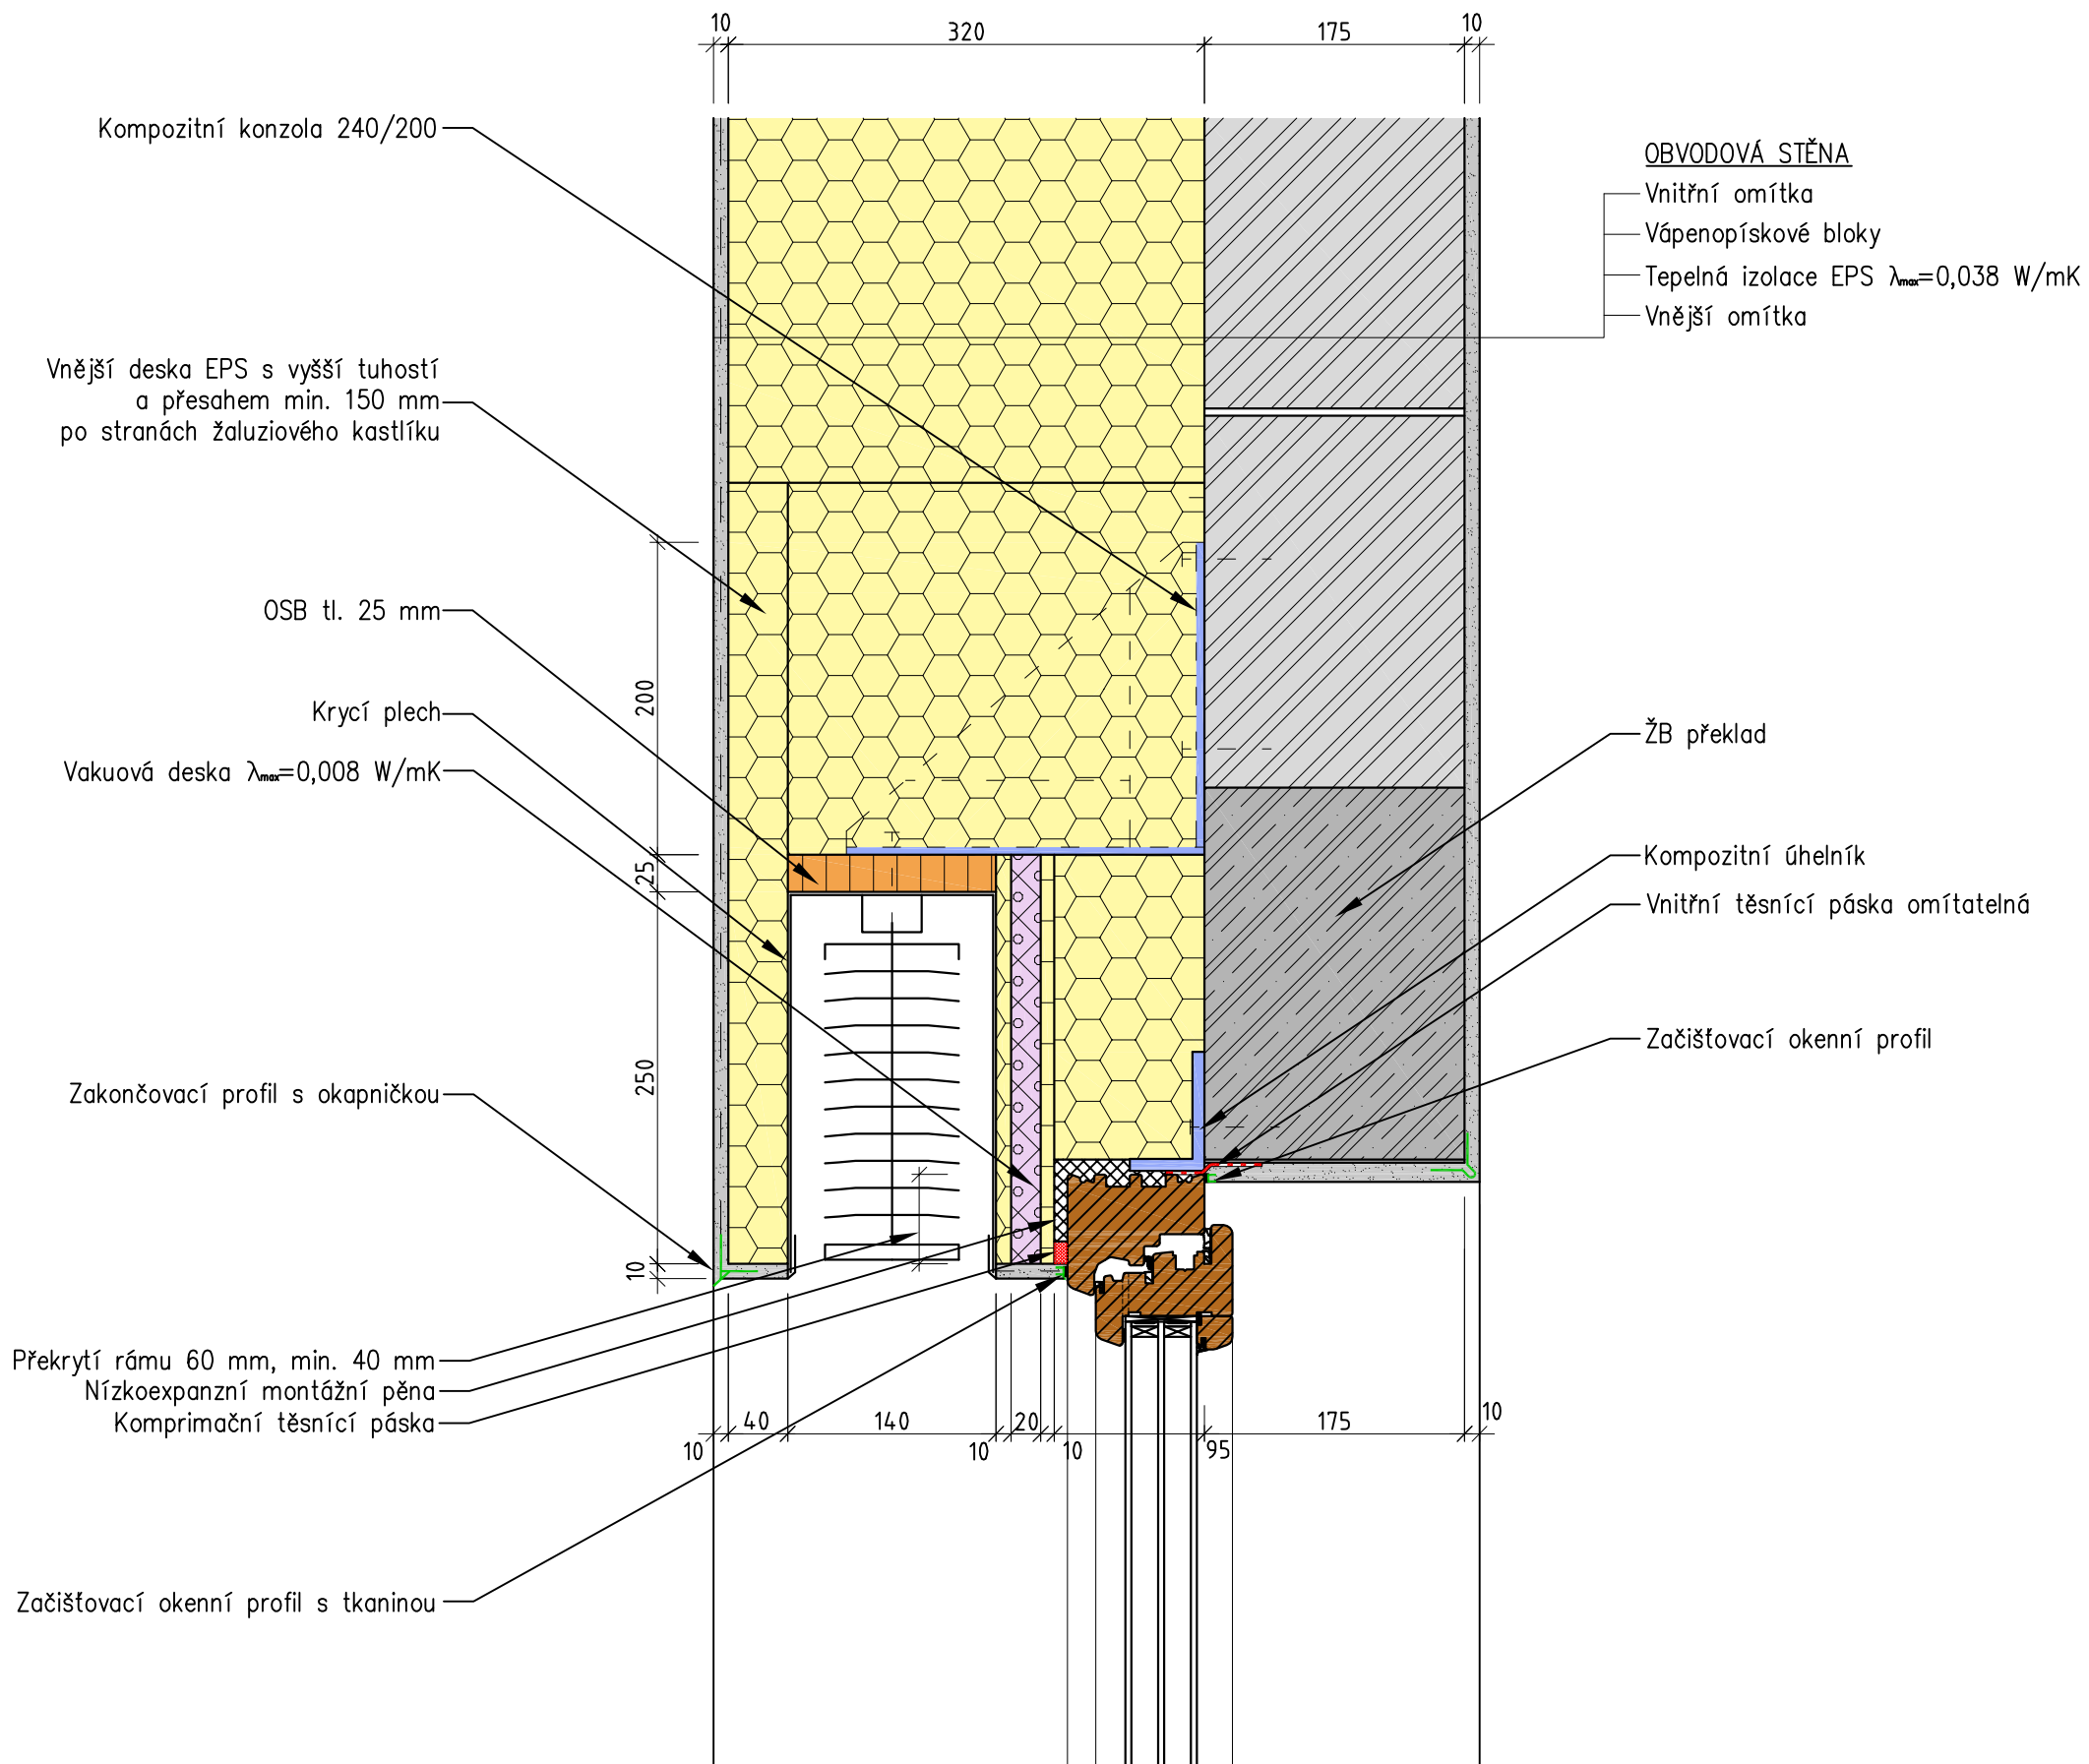 10
320
175
10
Kompozitní konzola 240/200
OBVODOVÁ STĚNA
Vnitřní omítka
Vápenopískové bloky
Tepelná izolace EPS λmax=0,038 W/mK
Vnější omítka
Vnější deska EPS s vyšší tuhostí
a přesahem min. 150 mm
po stranách žaluziového kastlíku
OSB tl. 25 mm
200
Krycí plech
ŽB překlad
Vakuová deska λmax=0,008 W/mK
25
Kompozitní úhelník
Vnitřní těsnící páska omítatelná
Začišťovací okenní profil
250
Zakončovací profil s okapničkou
10
Překrytí rámu 60 mm, min. 40 mm
Nízkoexpanzní montážní pěna
Komprimační těsnící páska
10
40
140
10
20
10
95
175
10
Začišťovací okenní profil s tkaninou